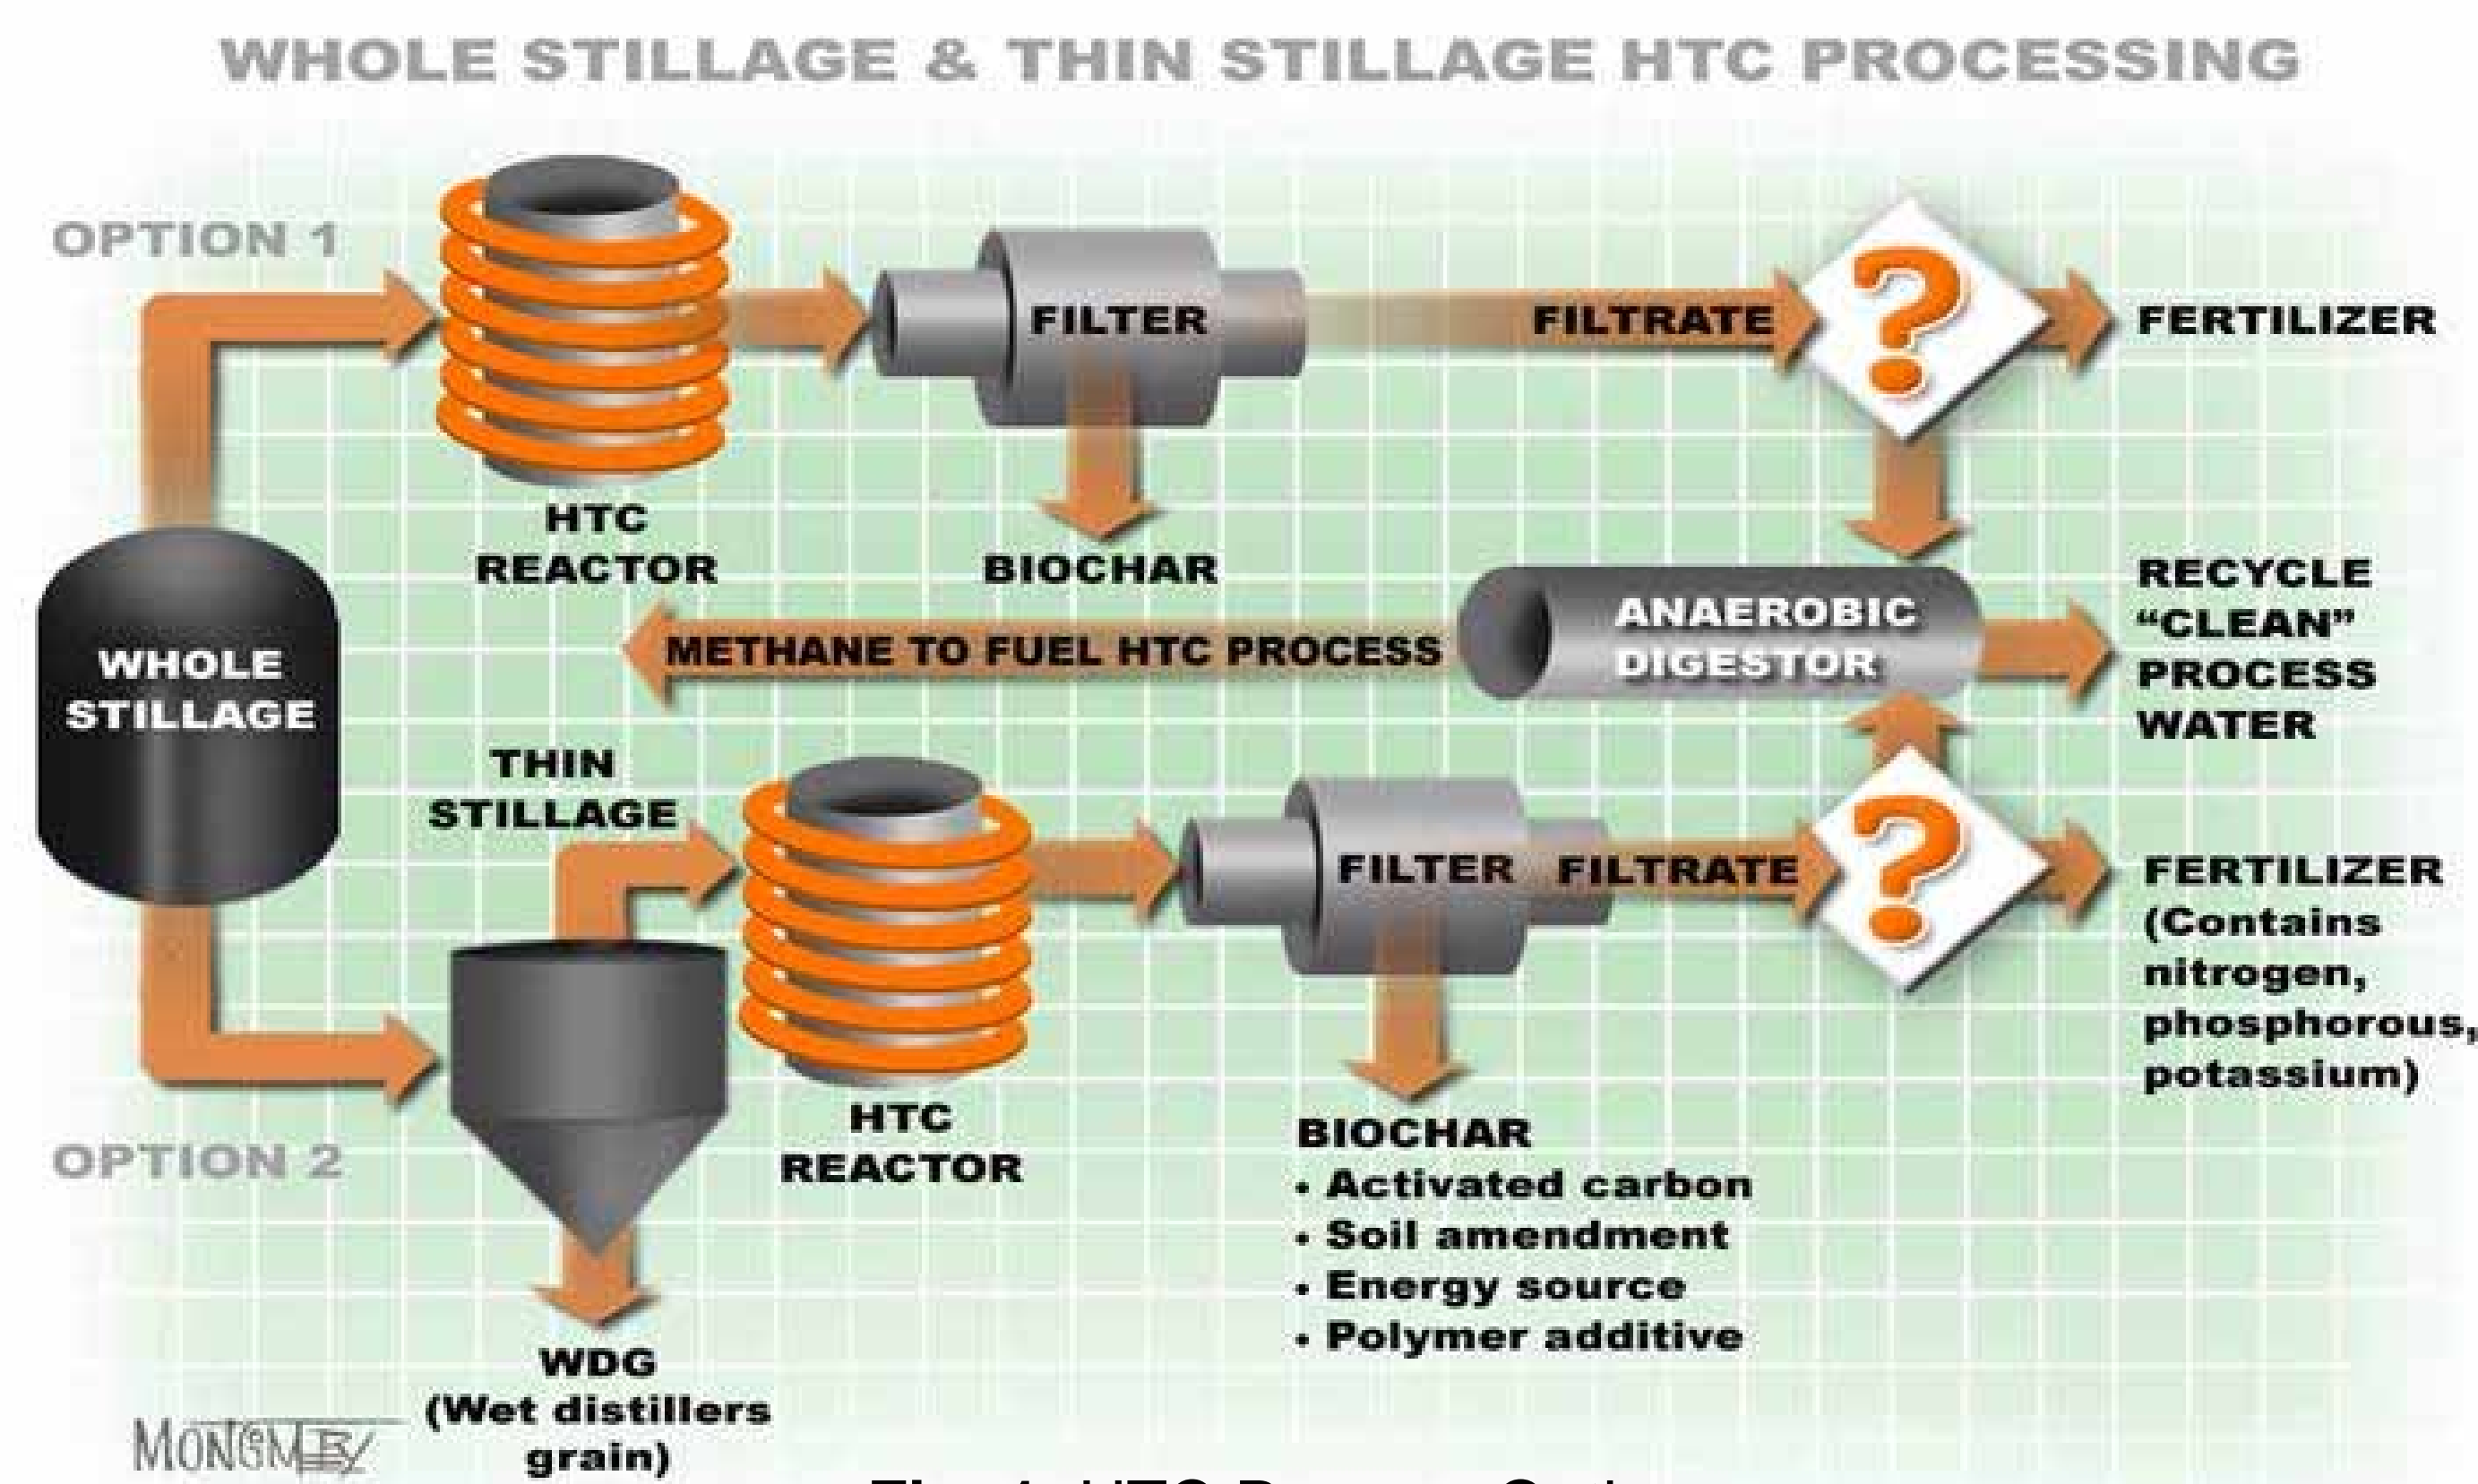 WHOLE STILLAGE & THIN STILLAGE HTC PROCESSING
OPTION 1
FILTER
FILTRATE
?
FERTILIZER
HTC
REACTOR
BIOCHAR
WHOLE
STILLAGE
METHANE TO FUEL HTC PROCESS
ANAEROBIC
DIGESTOR
RECYCLE
“CLEAN”
PROCESS
WATER
THIN
STILLAGE
FILTER
FILTRATE
?
FERTILIZER
(Contains
nitrogen,
phosphorous,
potassium)
HTC
REACTOR
OPTION 2
BIOCHAR
• Activated carbon
• Soil amendment
• Energy source
• Polymer additive
WDG
(Wet distillers
grain)